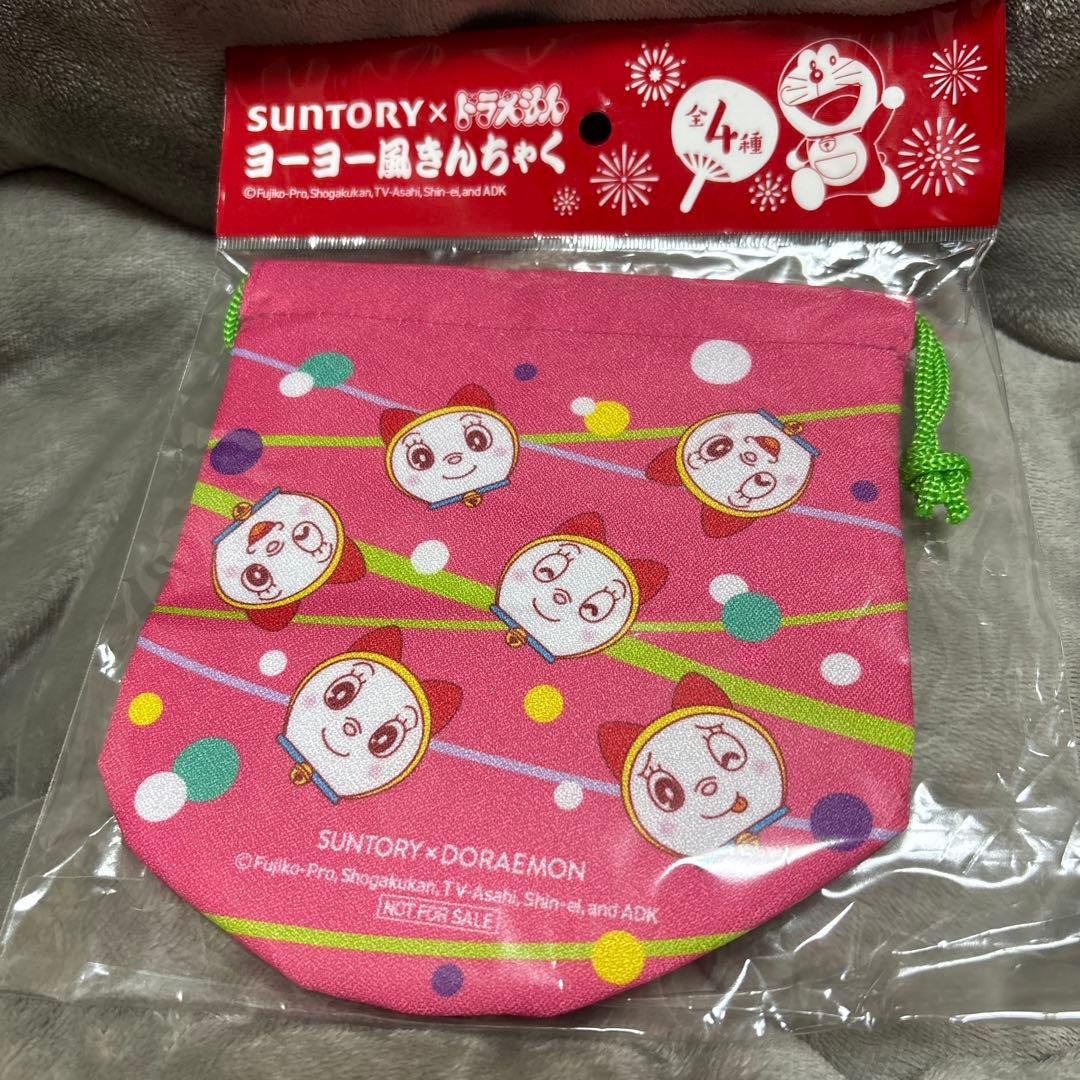 SUNTORY×ドラえもん
ヨーヨー風きんちゃく
©Fujiko-Pro, Shogakukan, TV-Asahi, Shin-ei, and ADK
全4種
SUNTORY×DORAEMON
©Fujiko-Pro, Shogakukan, TV-Asahi, Shin-ei, and ADK
NOT FOR SALE